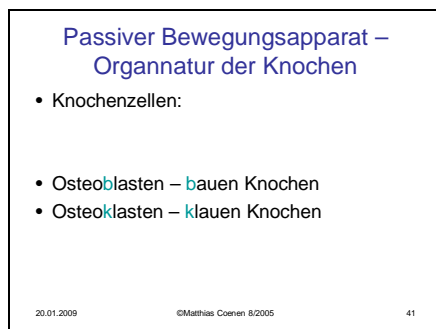 Passiver Bewegungsapparat –
Organnatur der Knochen
• Knochenzellen:
• Osteoblasten – bauen Knochen
• Osteoklasten – klauen Knochen
20.01.2009 ©Matthias Coenen 8/2005 41